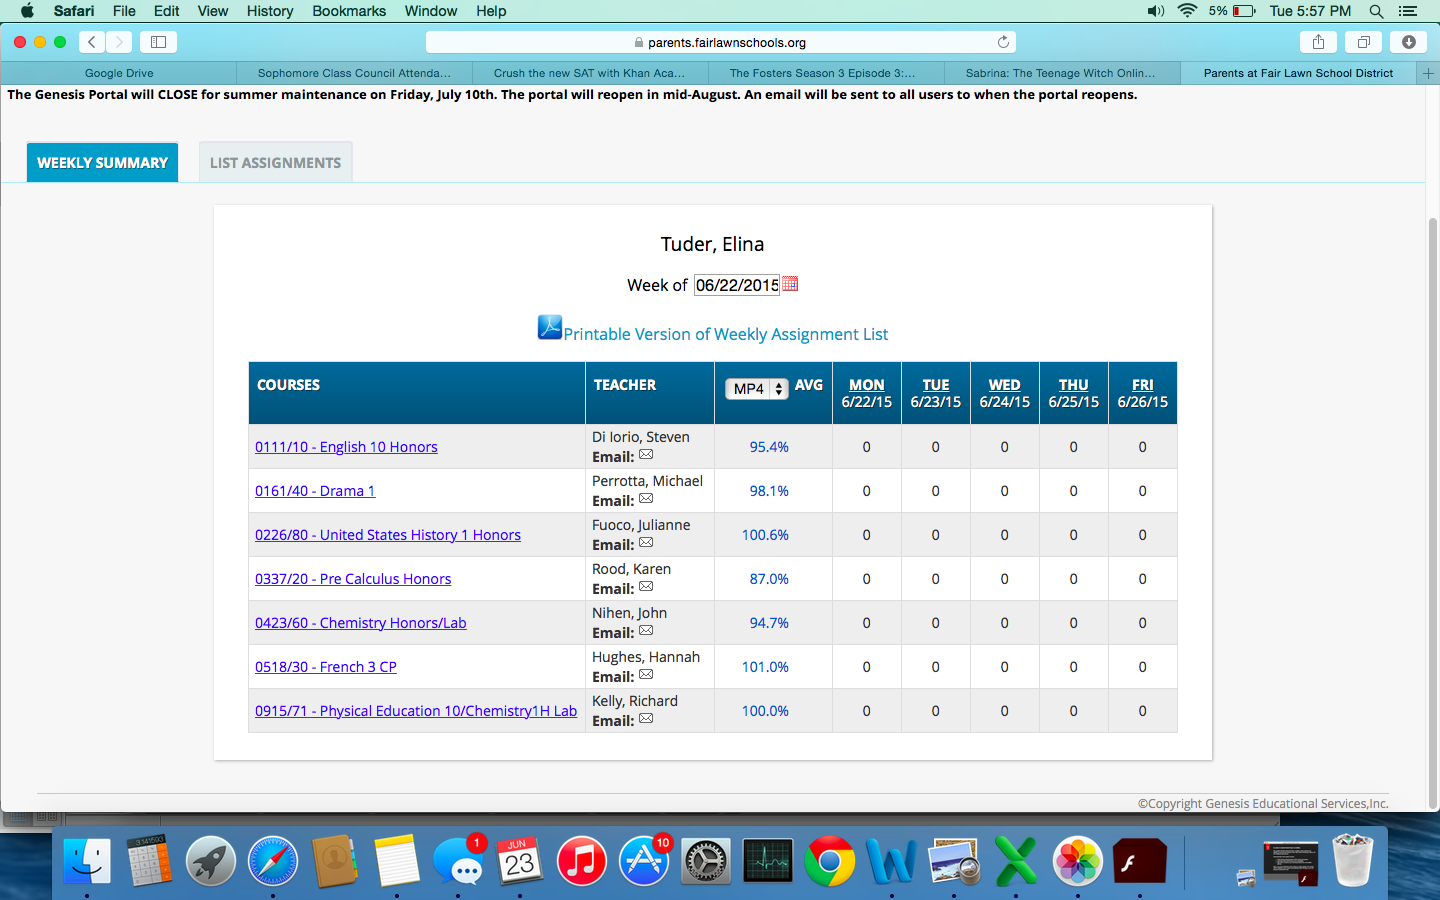 Safari File Edit View History Bookmarks Window Help 5% Tue 5:57 PM
parents.fairlawnschools.org
Google Drive Sophomore Class Council Attenda... Crush the new SAT with Khan Aca... The Fosters Season 3 Episode 3:... Sabrina: The Teenage Witch Onlin... Parents at Fair Lawn School District
The Genesis Portal will CLOSE for summer maintenance on Friday, July 10th. The portal will reopen in mid-August. An email will be sent to all users to when the portal reopens.
WEEKLY SUMMARY LIST ASSIGNMENTS
Tuder, Elina
Week of 06/22/2015
Printable Version of Weekly Assignment List
COURSES TEACHER MP4 AVG MON TUE WED THU FRI
6/22/15 6/23/15 6/24/15 6/25/15 6/26/15
0111/10 - English 10 Honors Di Iorio, Steven Email: 95.4% 0 0 0 0 0
0161/40 - Drama 1 Perrotta, Michael Email: 98.1% 0 0 0 0 0
0226/80 - United States History 1 Honors Fuoco, Julianne Email: 100.6% 0 0 0 0 0
0337/20 - Pre Calculus Honors Rood, Karen Email: 87.0% 0 0 0 0 0
0423/60 - Chemistry Honors/Lab Nihen, John Email: 94.7% 0 0 0 0 0
0518/30 - French 3 CP Hughes, Hannah Email: 101.0% 0 0 0 0 0
0915/71 - Physical Education 10/Chemistry1H Lab Kelly, Richard Email: 100.0% 0 0 0 0 0
©Copyright Genesis Educational Services,Inc.
1 JUN 23 10